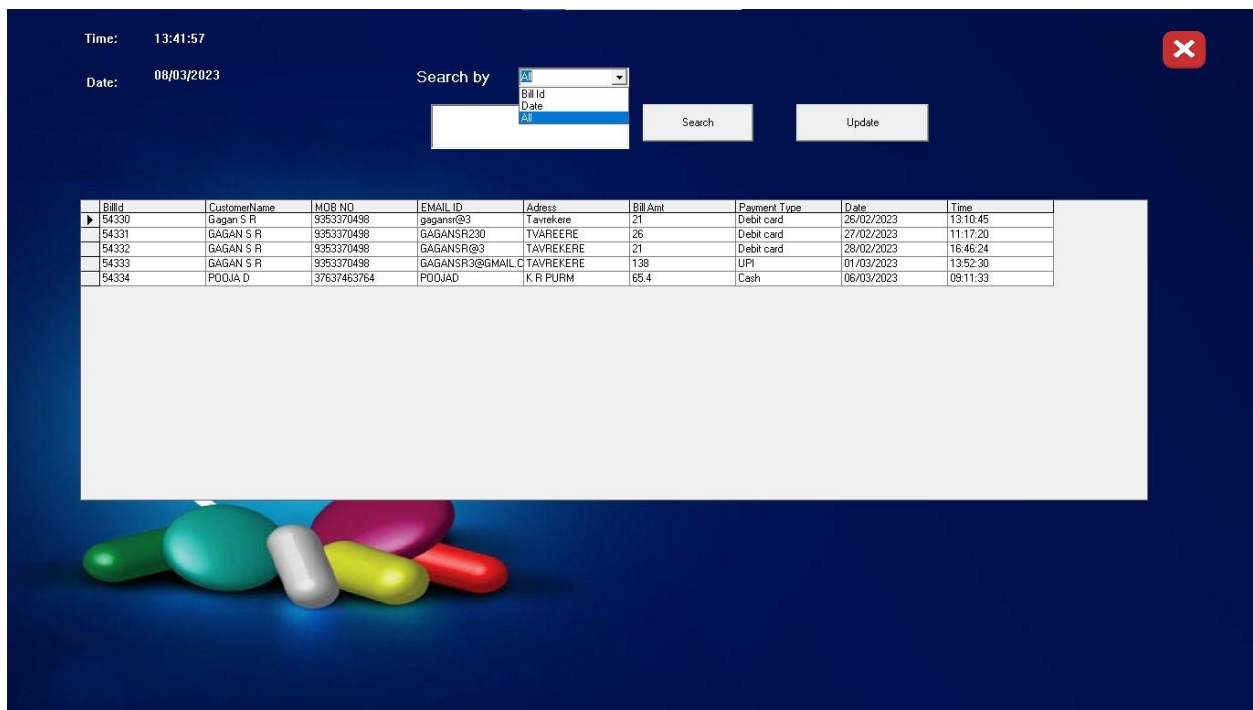 Time: 13:41:57
Date: 08/03/2023
Search by All
Bill Id
Date
All
Search Update
BillId CustomerName MOB NO EMAIL ID Adress Bill Amt Payment Type Date Time
54330 Gagan S R 9353370498 gagansr@3 Tavrekere 21 Debit card 26/02/2023 13:10:45
54331 GAGAN S R 9353370498 GAGANSR230 TVAREERE 26 Debit card 27/02/2023 11:17:20
54332 GAGAN S R 9353370498 GAGANSR@3 TAVREKERE 21 Debit card 28/02/2023 16:46:24
54333 GAGAN S R 9353370498 GAGANSR3@GMAIL.C TAVREKERE 138 UPI 01/03/2023 13:52:30
54334 POOJA D 37637463764 POOJAD K R PURM 65.4 Cash 06/03/2023 09:11:33